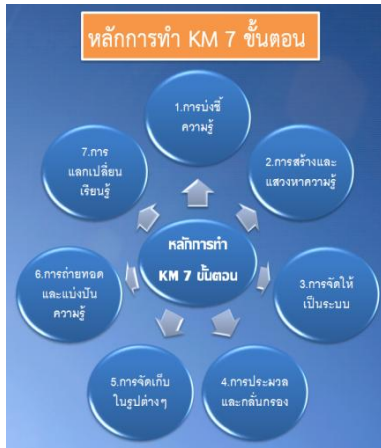 หลักการทำ KM 7 ขั้นตอน
1.การบ่งชี้
ความรู้
2.การสร้างและ
แสวงหาความรู้
3.การจัดให้
เป็นระบบ
4.การประมวล
และกลั่นกรอง
5.การจัดเก็บ
ในรูปต่างๆ
6.การถ่ายทอด
และแบ่งปัน
ความรู้
7.การ
แลกเปลี่ยน
เรียนรู้
หลักการทำ
KM 7 ขั้นตอน